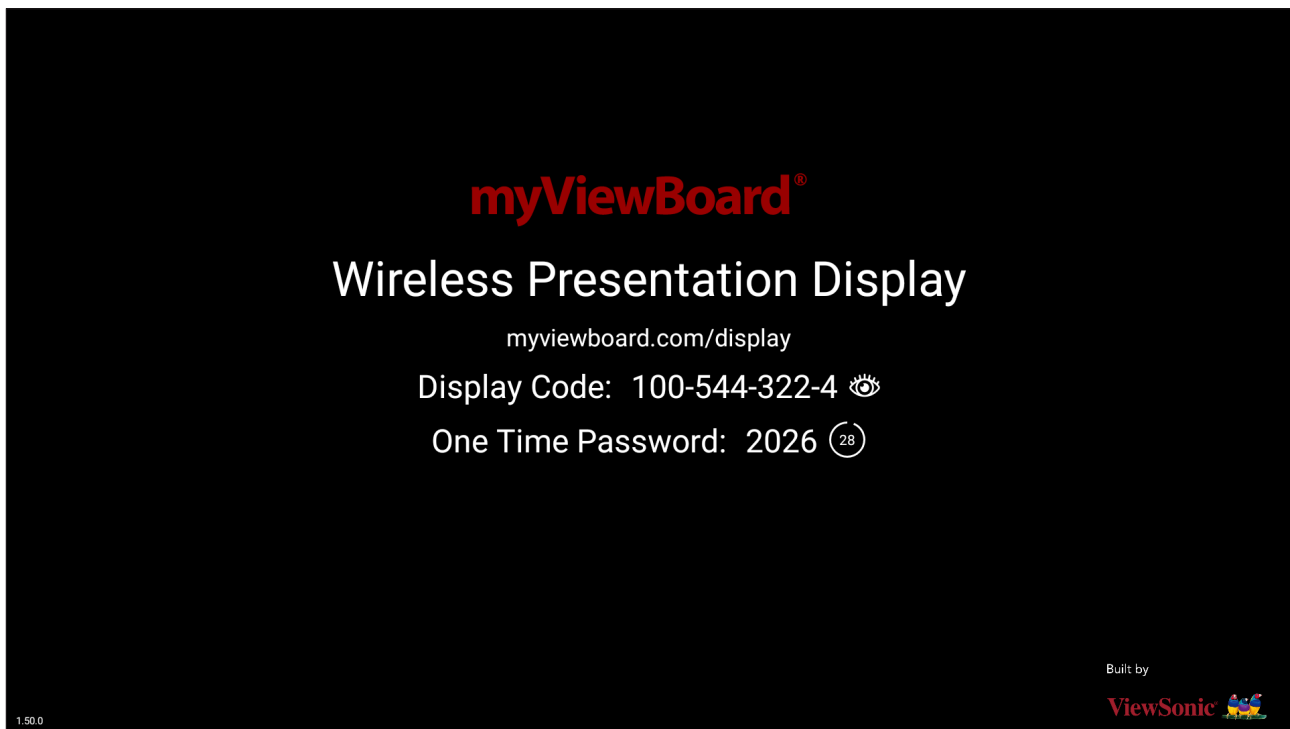 myViewBoard®
Wireless Presentation Display
myviewboard.com/display
Display Code: 100-544-322-4
One Time Password: 2026 28
Built by
ViewSonic
1.50.0